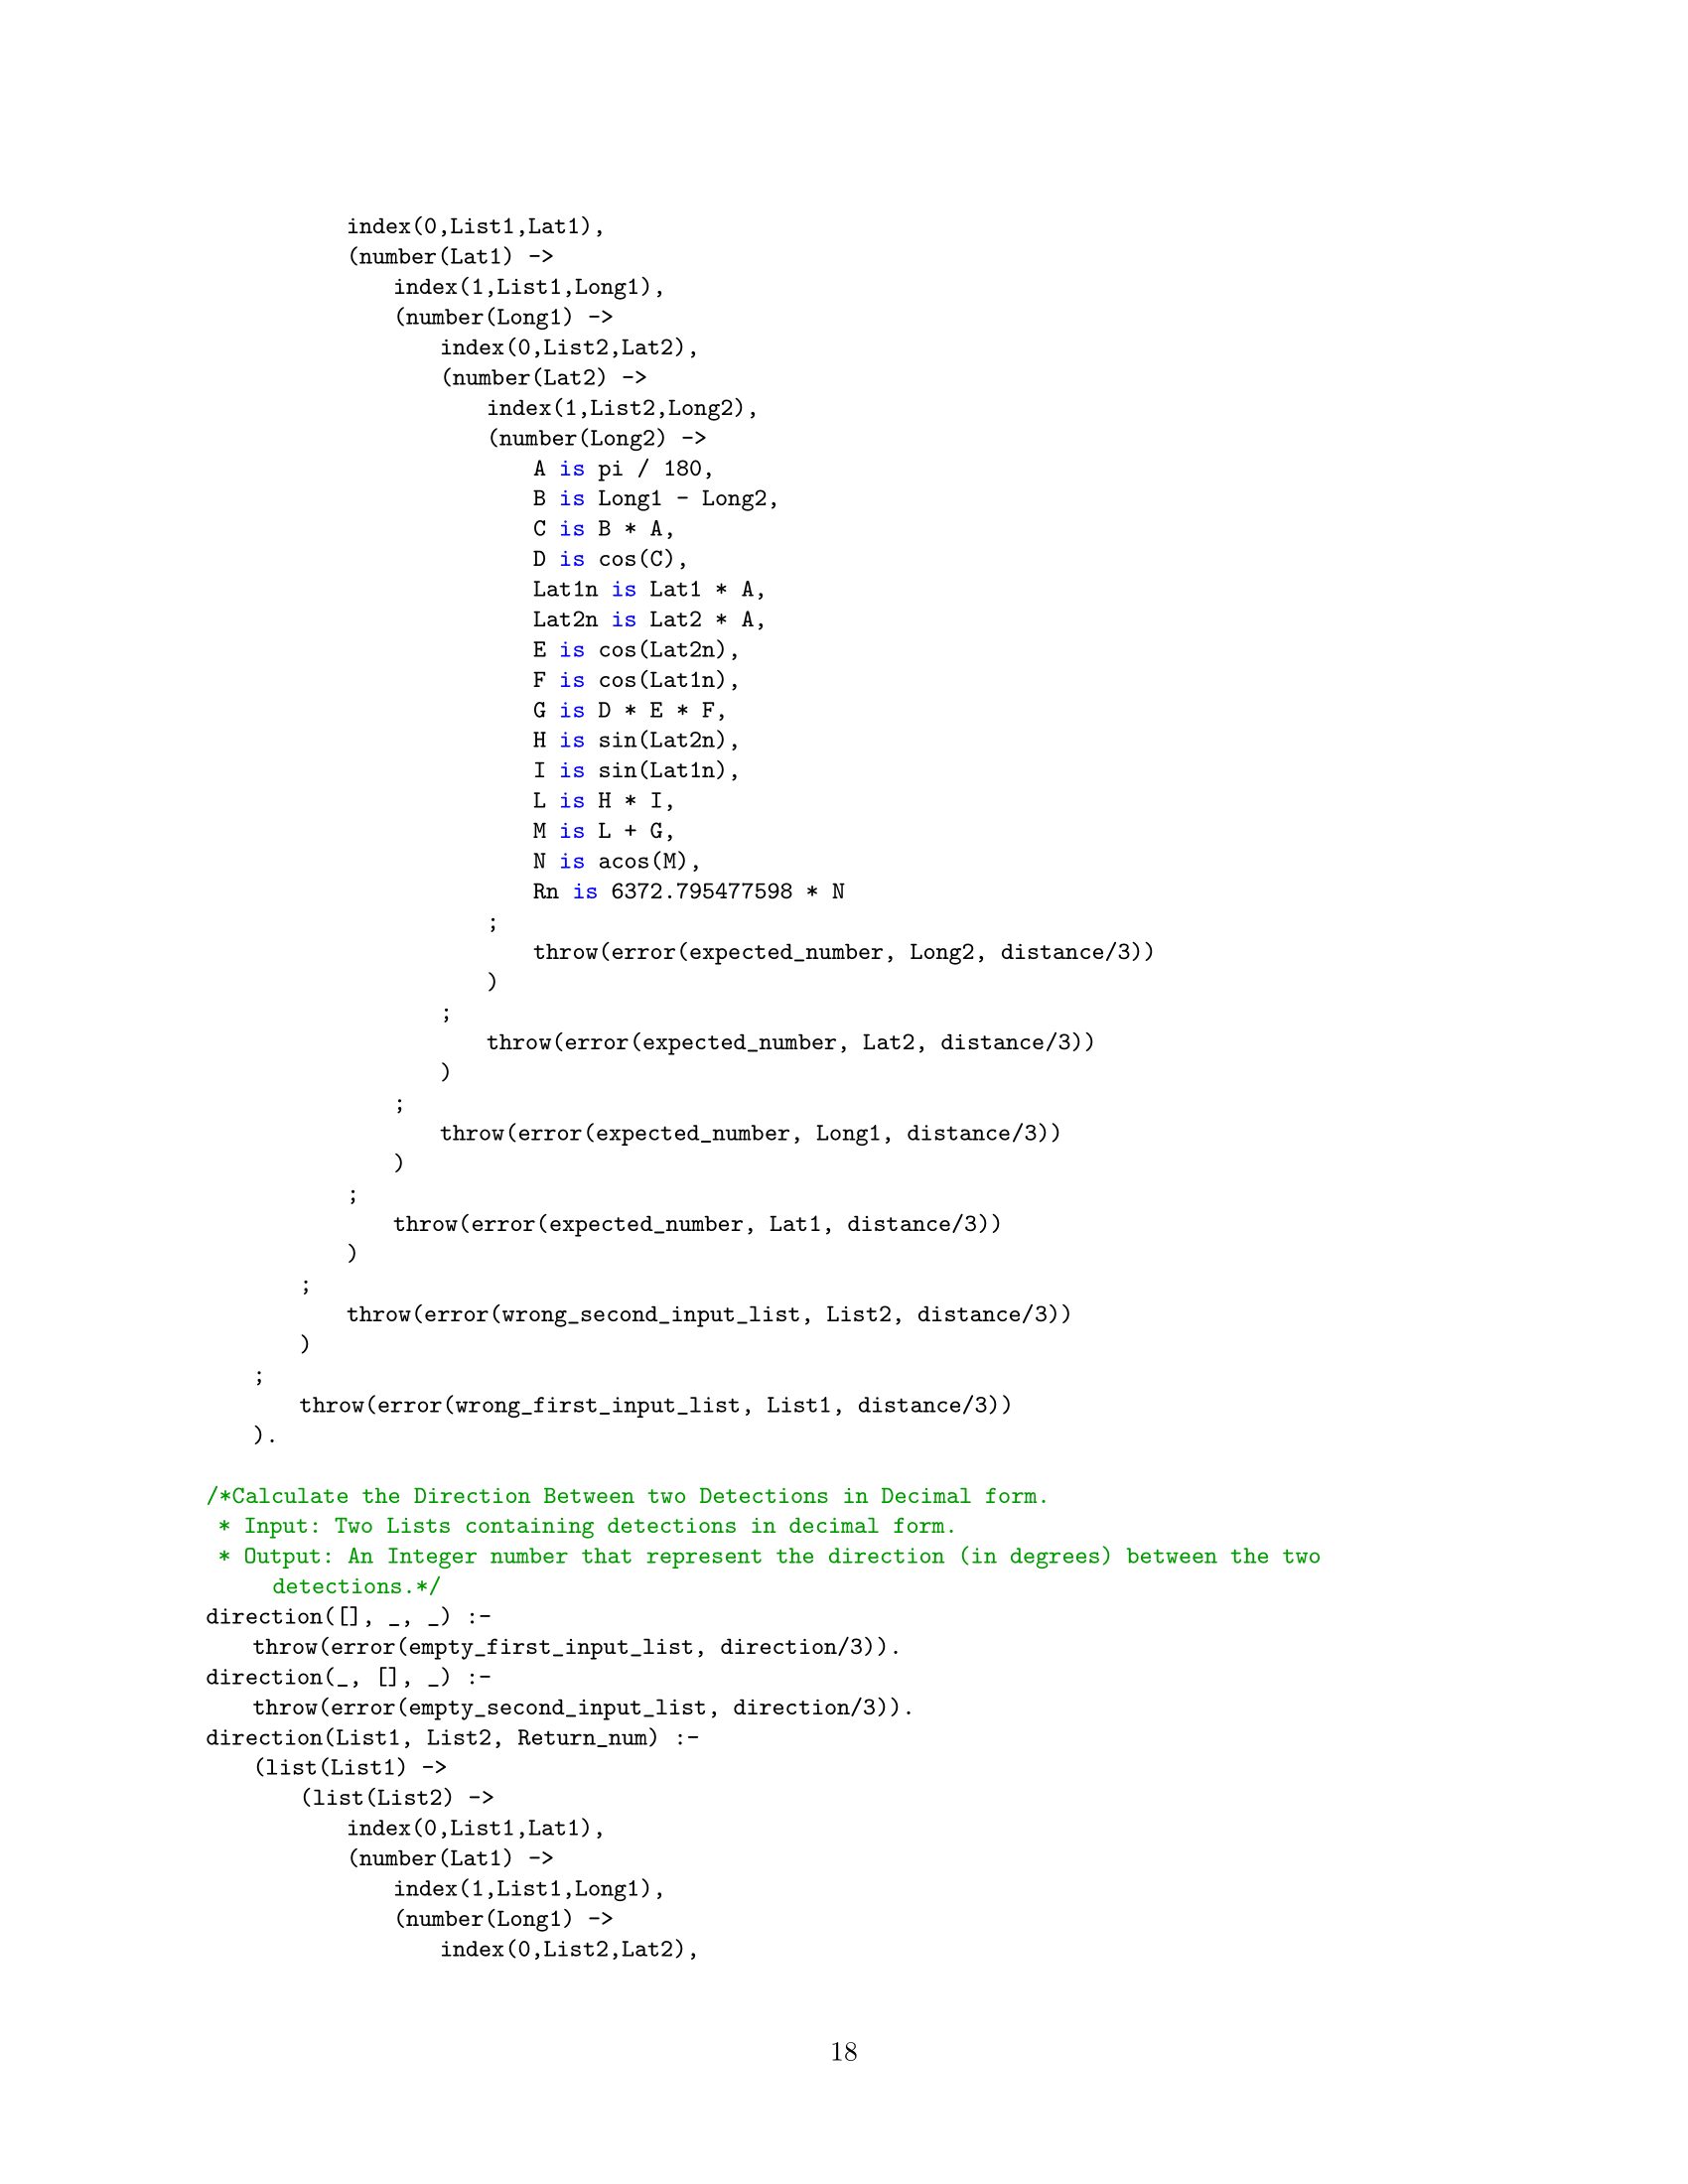 index(0,List1,Lat1),
(number(Lat1) ->
index(1,List1,Long1),
(number(Long1) ->
index(0,List2,Lat2),
(number(Lat2) ->
index(1,List2,Long2),
(number(Long2) ->
A is pi / 180,
B is Long1 - Long2,
C is B * A,
D is cos(C),
Lat1n is Lat1 * A,
Lat2n is Lat2 * A,
E is cos(Lat2n),
F is cos(Lat1n),
G is D * E * F,
H is sin(Lat2n),
I is sin(Lat1n),
L is H * I,
M is L + G,
N is acos(M),
Rn is 6372.795477598 * N
;
throw(error(expected_number, Long2, distance/3))
)
;
throw(error(expected_number, Lat2, distance/3))
)
;
throw(error(expected_number, Long1, distance/3))
)
;
throw(error(expected_number, Lat1, distance/3))
)
;
throw(error(wrong_second_input_list, List2, distance/3))
)
;
throw(error(wrong_first_input_list, List1, distance/3))
).
/*Calculate the Direction Between two Detections in Decimal form.
* Input: Two Lists containing detections in decimal form.
* Output: An Integer number that represent the direction (in degrees) between the two
detections.*/
direction([], _, _) :-
throw(error(empty_first_input_list, direction/3)).
direction(_, [], _) :-
throw(error(empty_second_input_list, direction/3)).
direction(List1, List2, Return_num) :-
(list(List1) ->
(list(List2) ->
index(0,List1,Lat1),
(number(Lat1) ->
index(1,List1,Long1),
(number(Long1) ->
index(0,List2,Lat2),
18